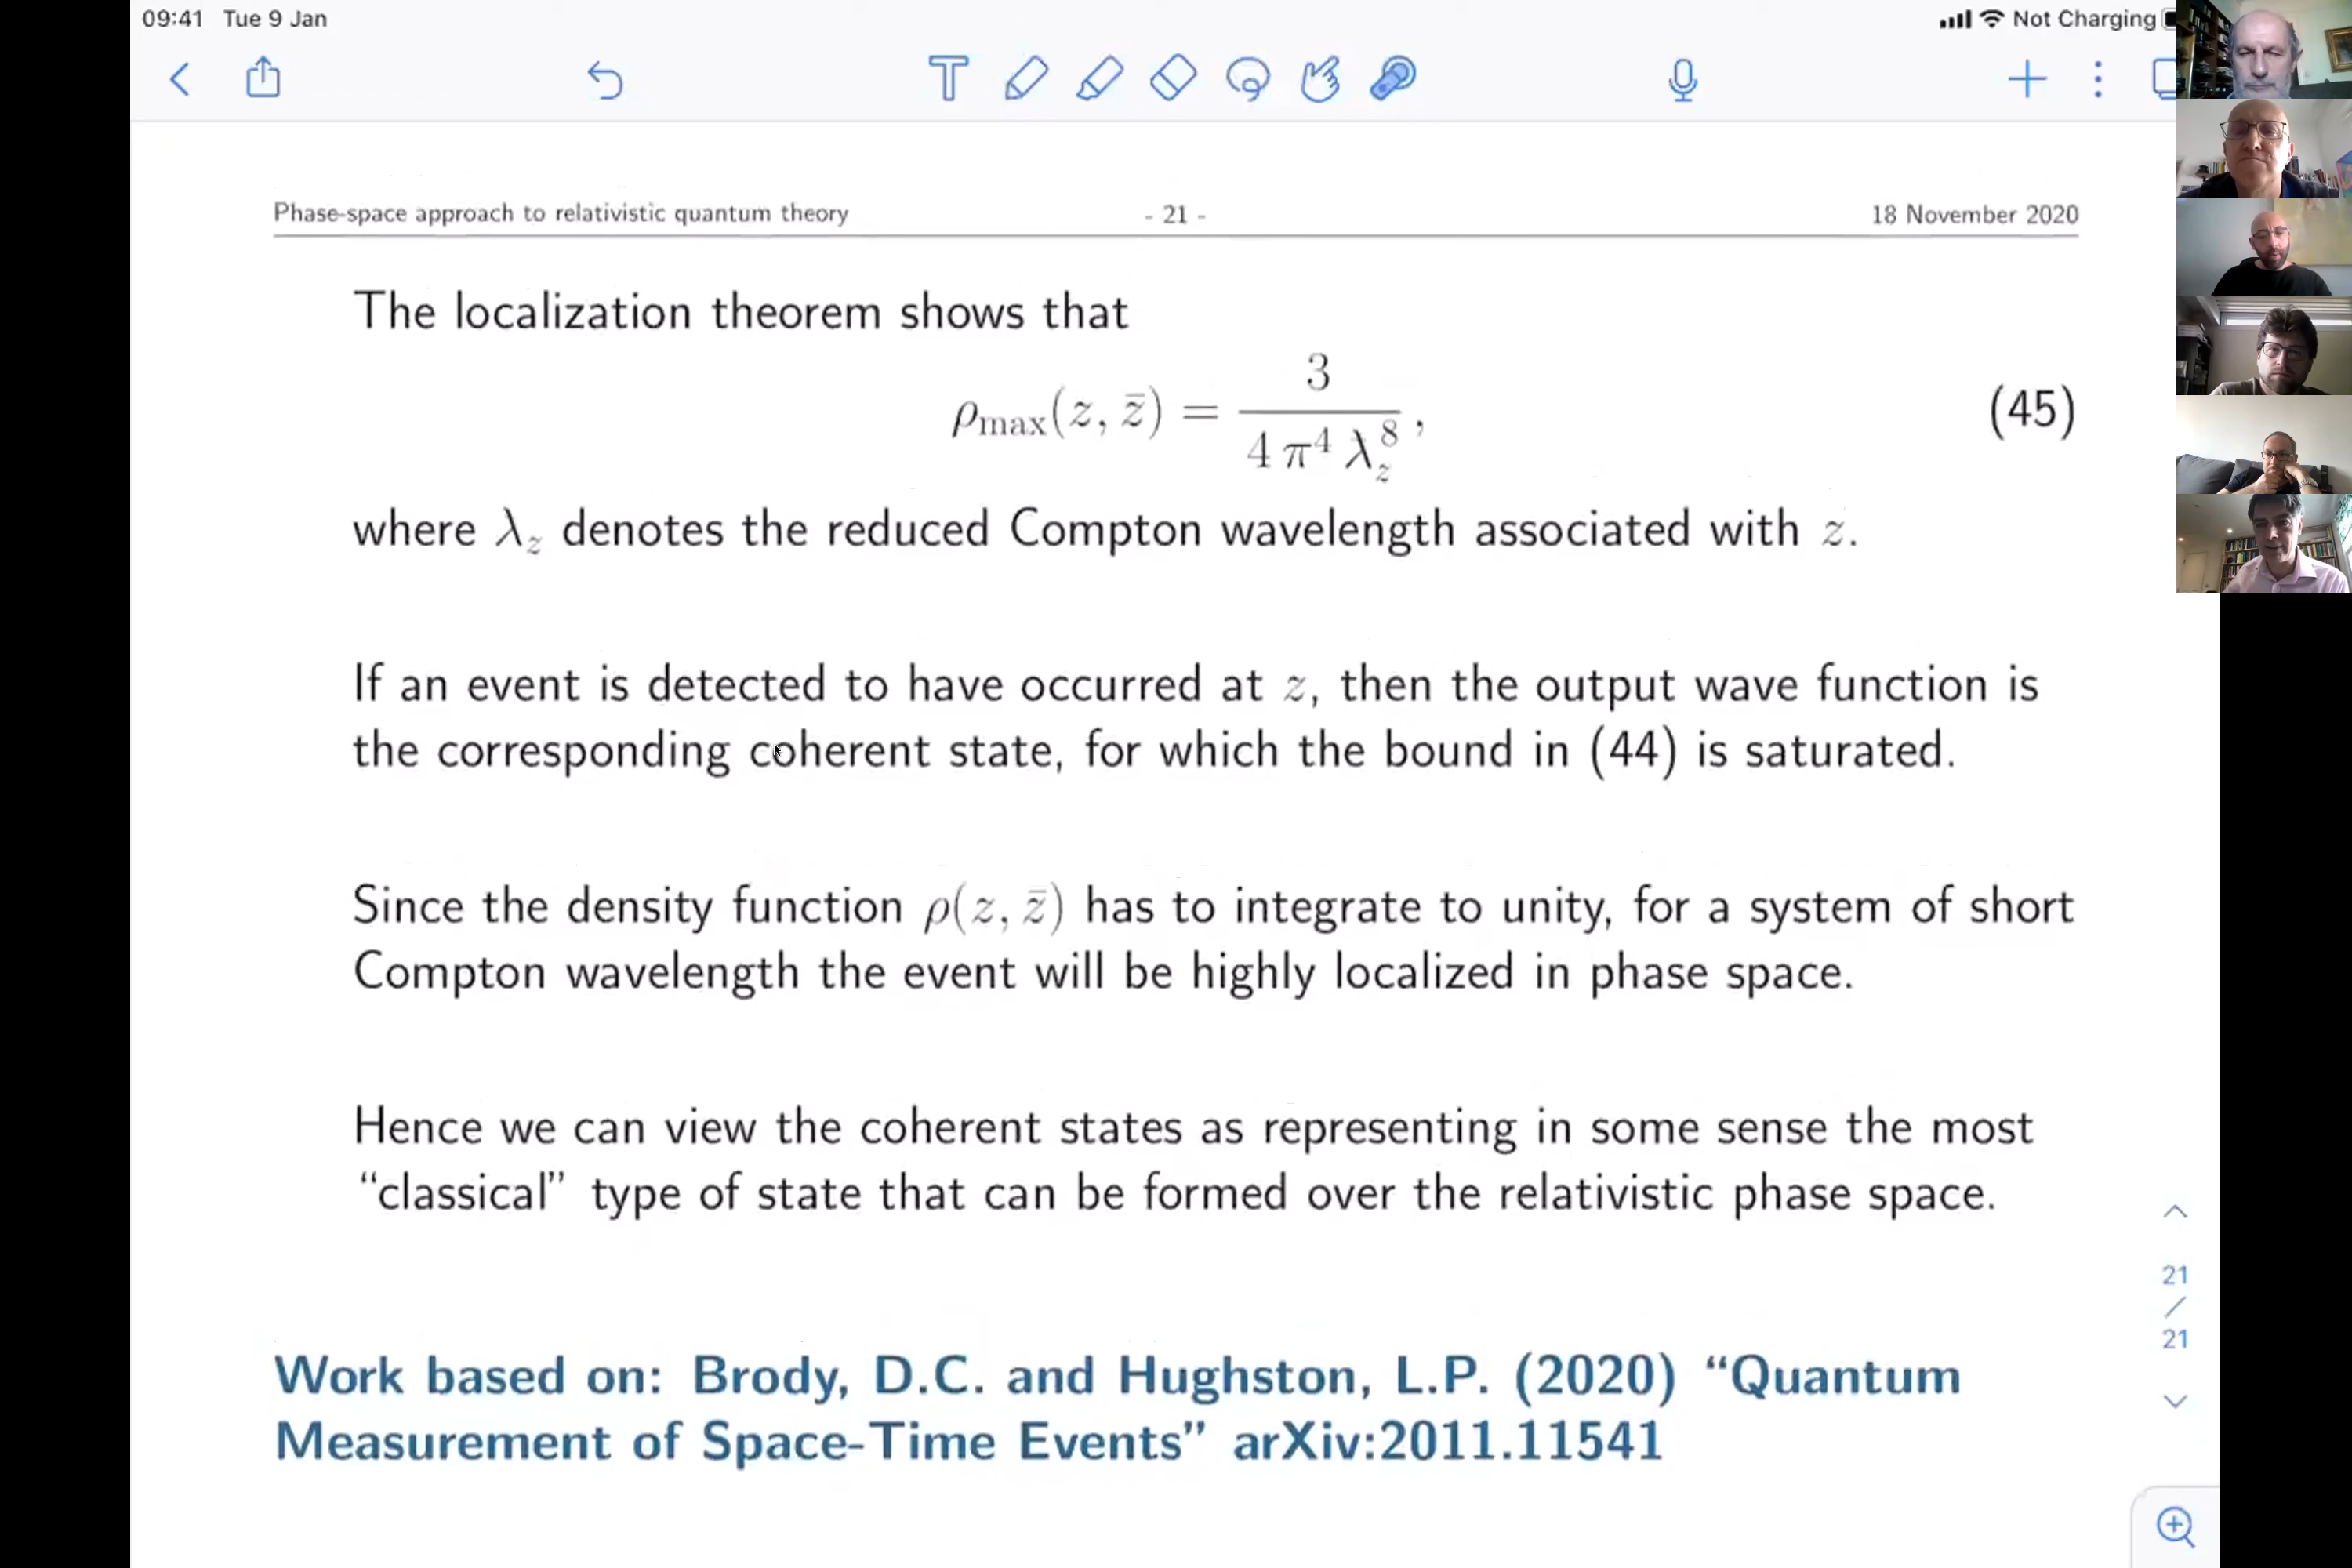 09:41 Tue 9 Jan
Not Charging
Phase-space approach to relativistic quantum theory - 21 - 18 November 2020
The localization theorem shows that
ρmax(z, z̄) = 3 / (4 π⁴ λ_z⁸), (45)
where λ_z denotes the reduced Compton wavelength associated with z.
If an event is detected to have occurred at z, then the output wave function is
the corresponding coherent state, for which the bound in (44) is saturated.
Since the density function ρ(z, z̄) has to integrate to unity, for a system of short
Compton wavelength the event will be highly localized in phase space.
Hence we can view the coherent states as representing in some sense the most
“classical” type of state that can be formed over the relativistic phase space.
21
/
21
Work based on: Brody, D.C. and Hughston, L.P. (2020) “Quantum
Measurement of Space-Time Events” arXiv:2011.11541